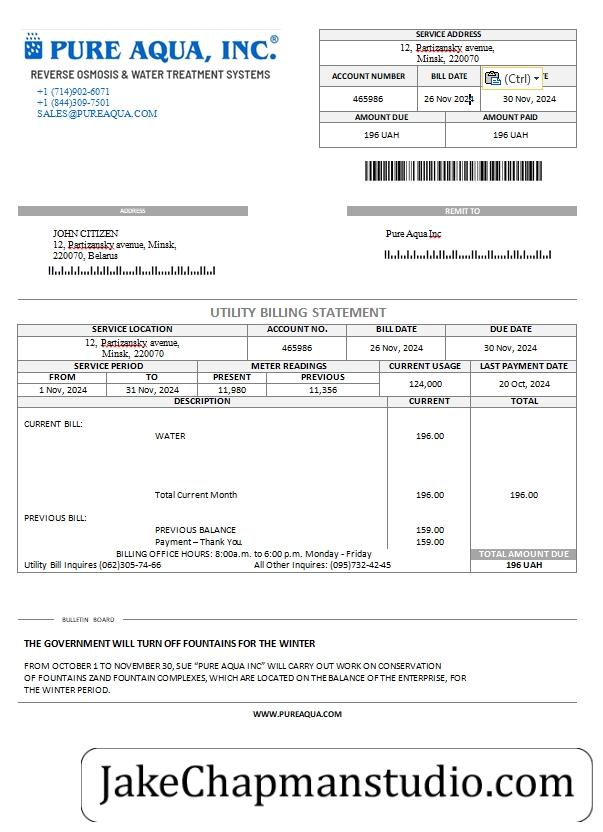 PURE AQUA, INC.®
REVERSE OSMOSIS & WATER TREATMENT SYSTEMS
+1 (714)902-6071
+1 (844)309-7501
SALES@PUREAQUA.COM
SERVICE ADDRESS
12, Partizansky avenue,
Minsk, 220070
ACCOUNT NUMBER BILL DATE (Ctrl)
465986 26 Nov 2024 30 Nov, 2024
AMOUNT DUE AMOUNT PAID
196 UAH 196 UAH
ADDRESS REMIT TO
JOHN CITIZEN
12, Partizansky avenue, Minsk,
220070, Belarus
Pure Aqua Inc
UTILITY BILLING STATEMENT
SERVICE LOCATION ACCOUNT NO. BILL DATE DUE DATE
12, Partizansky avenue,
Minsk, 220070
465986 26 Nov, 2024 30 Nov, 2024
SERVICE PERIOD METER READINGS CURRENT USAGE LAST PAYMENT DATE
FROM TO PRESENT PREVIOUS
124,000 20 Oct, 2024
1 Nov, 2024 31 Nov, 2024 11,980 11,356
DESCRIPTION CURRENT TOTAL
CURRENT BILL:
WATER 196.00
Total Current Month 196.00 196.00
PREVIOUS BILL:
PREVIOUS BALANCE 159.00
Payment – Thank You 159.00
BILLING OFFICE HOURS: 8:00a.m. to 6:00 p.m. Monday - Friday TOTAL AMOUNT DUE
Utility Bill Inquires (062)305-74-66 All Other Inquires: (095)732-42-45 196 UAH
BULLETIN BOARD
THE GOVERNMENT WILL TURN OFF FOUNTAINS FOR THE WINTER
FROM OCTOBER 1 TO NOVEMBER 30, SUE “PURE AQUA INC” WILL CARRY OUT WORK ON CONSERVATION
OF FOUNTAINS ZAND FOUNTAIN COMPLEXES, WHICH ARE LOCATED ON THE BALANCE OF THE ENTERPRISE, FOR
THE WINTER PERIOD.
WWW.PUREAQUA.COM
JakeChapmanstudio.com